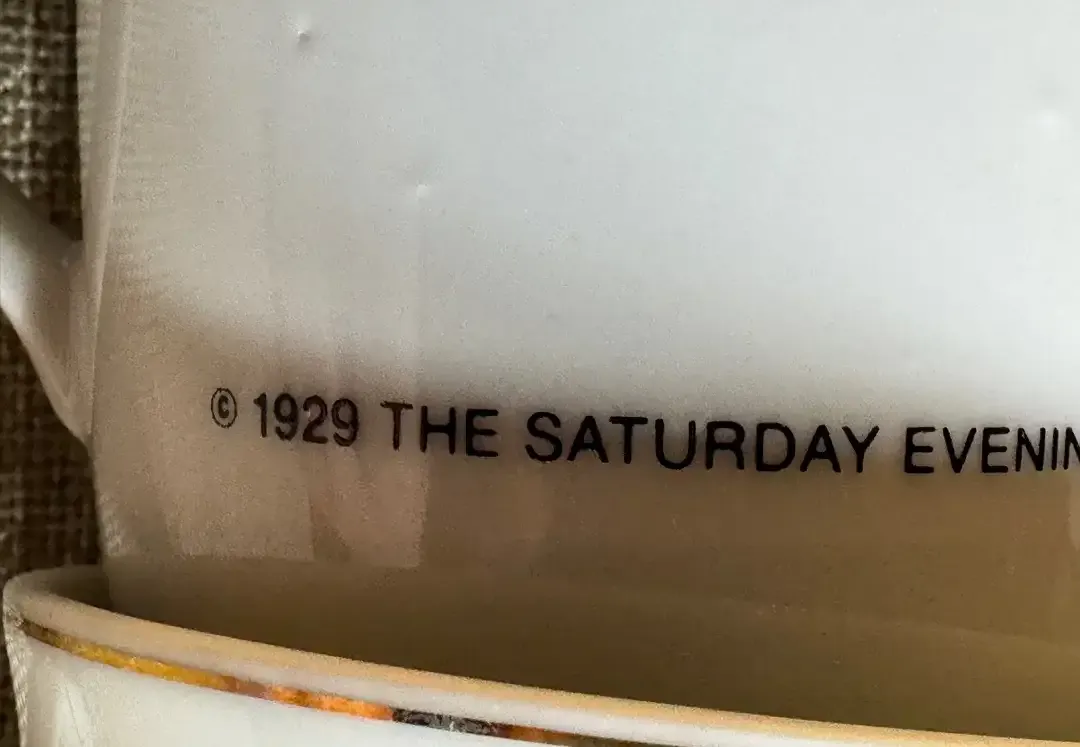 © 1929 THE SATURDAY EVENIN